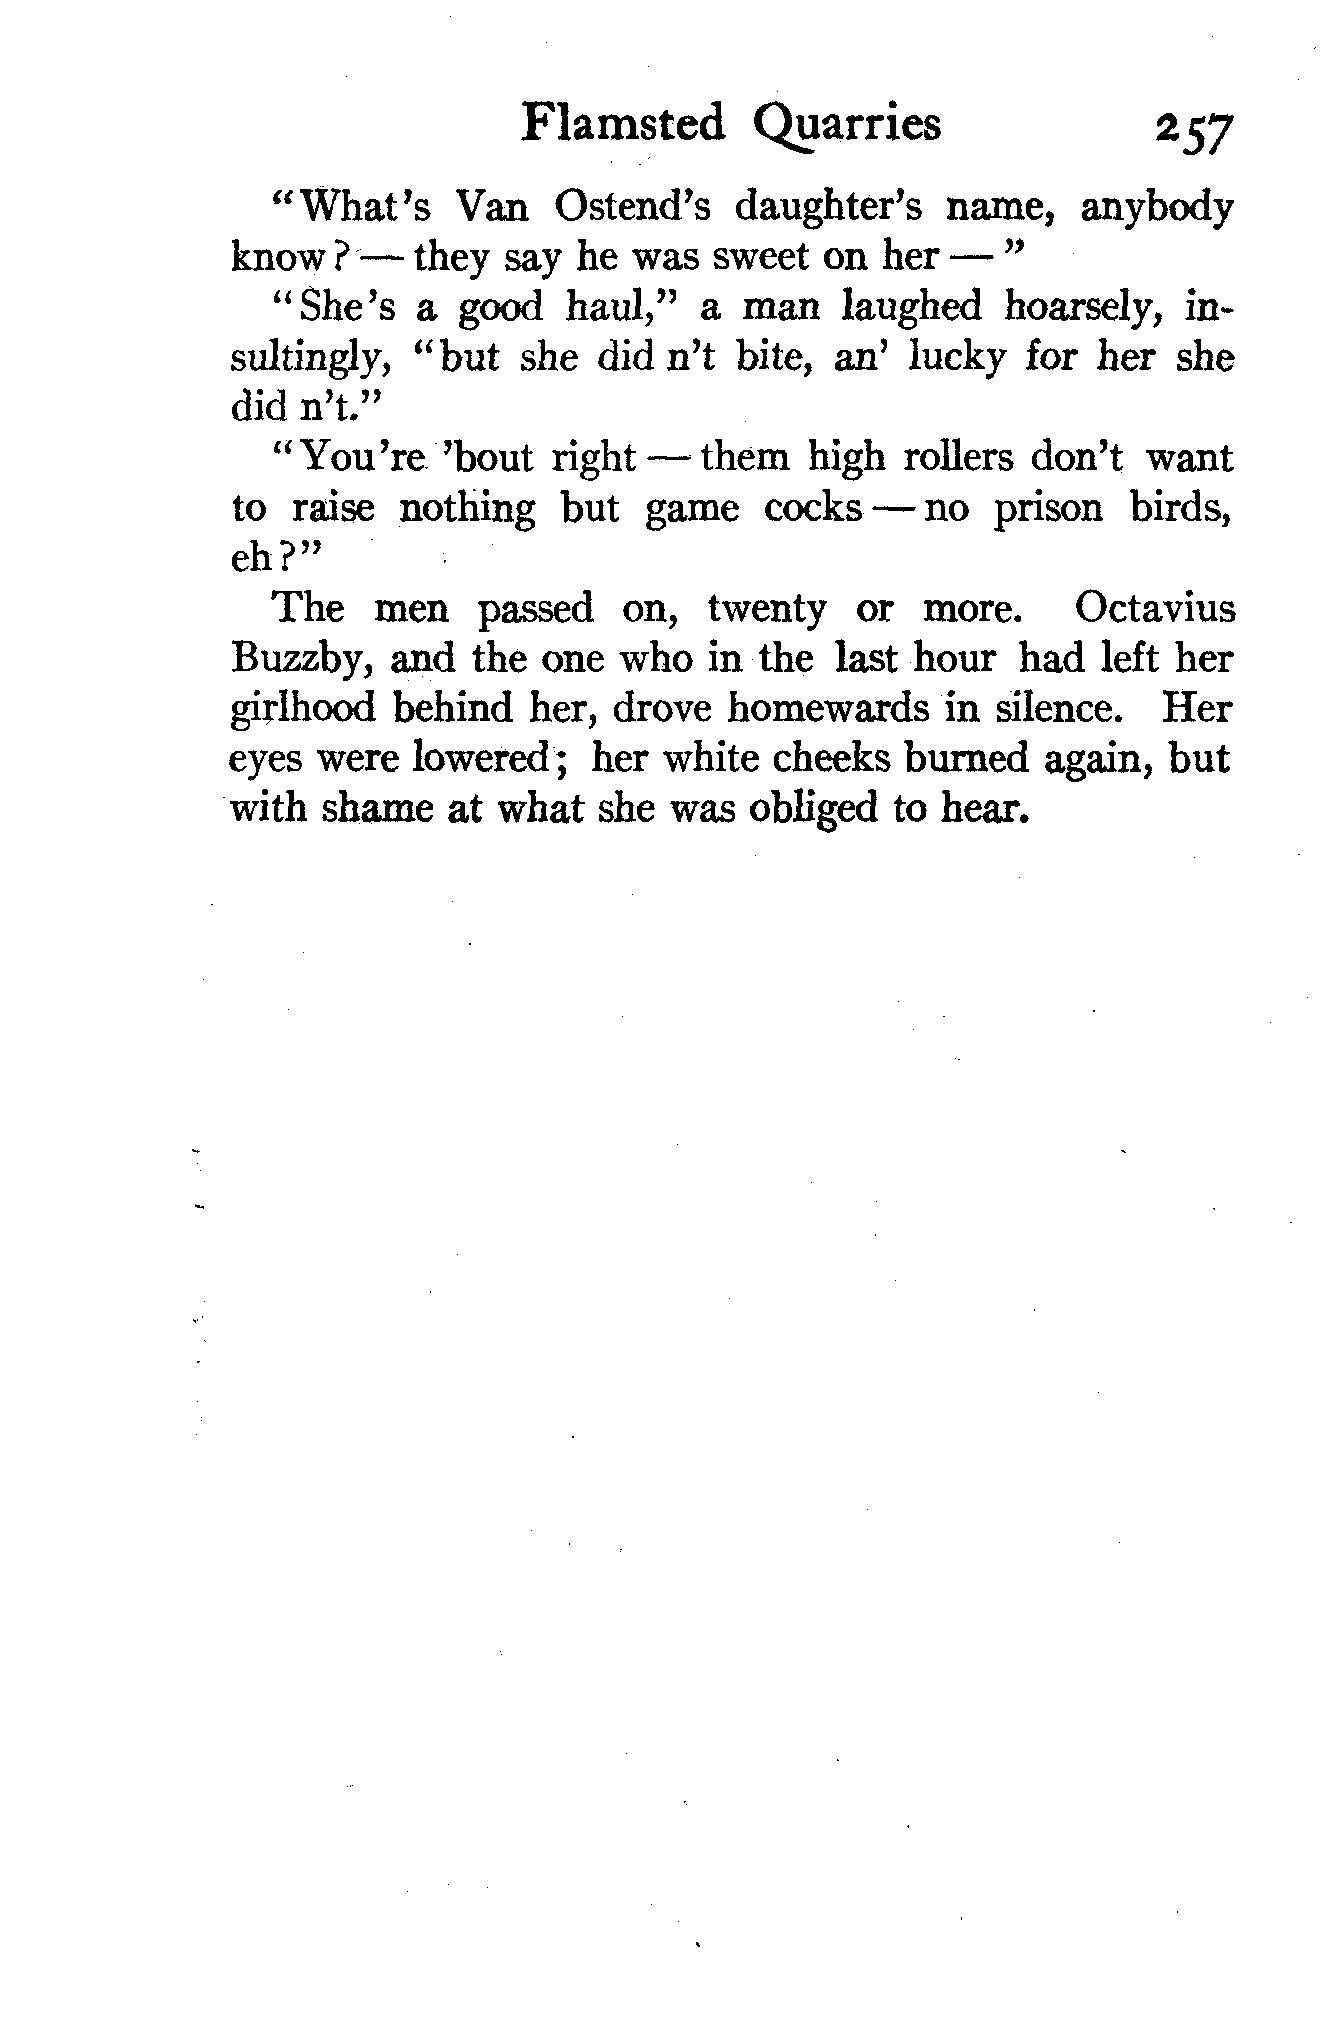 Flamsted Quarries 257
"What's Van Ostend's daughter's name, anybody
know? — they say he was sweet on her — "
"She's a good haul," a man laughed hoarsely, in-
sultingly, "but she did n't bite, an' lucky for her she
did n't."
"You're 'bout right — them high rollers don't want
to raise nothing but game cocks — no prison birds,
eh?"
The men passed on, twenty or more. Octavius
Buzzby, and the one who in the last hour had left her
girlhood behind her, drove homewards in silence. Her
eyes were lowered; her white cheeks burned again, but
with shame at what she was obliged to hear.